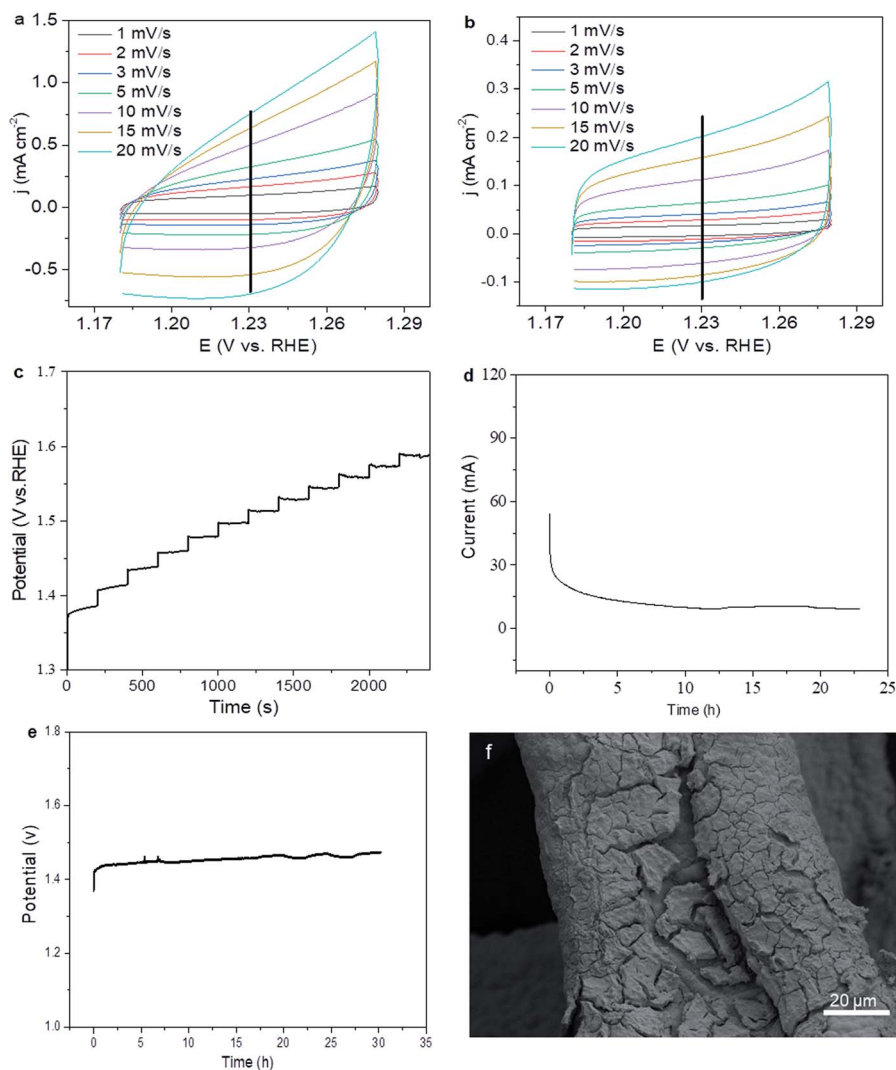 a
1 mV/s
2 mV/s
3 mV/s
5 mV/s
10 mV/s
15 mV/s
20 mV/s
1.5
1.0
0.5
0.0
-0.5
j (mA cm-2)
1.17 1.20 1.23 1.26 1.29
E (V vs. RHE)
b
1 mV/s
2 mV/s
3 mV/s
5 mV/s
10 mV/s
15 mV/s
20 mV/s
0.4
0.3
0.2
0.1
0.0
-0.1
j (mA cm-2)
1.17 1.20 1.23 1.26 1.29
E (V vs. RHE)
c
1.7
1.6
1.5
1.4
1.3
Potential (V vs.RHE)
0 500 1000 1500 2000
Time (s)
d
120
90
60
30
0
Current (mA)
0 5 10 15 20 25
Time (h)
e
1.8
1.6
1.4
1.2
1.0
Potential (v)
0 5 10 15 20 25 30 35
Time (h)
f
20 µm